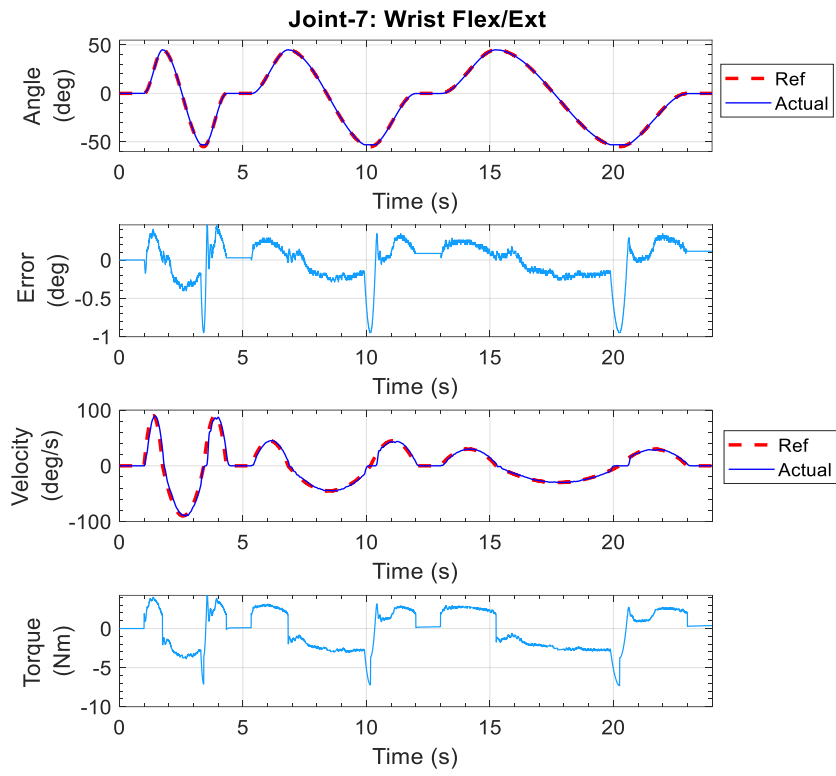 Joint-7: Wrist Flex/Ext
Angle
(deg)
50
0
-50
0 5 10 15 20
Time (s)
Ref
Actual
Error
(deg)
0
-0.5
-1
0 5 10 15 20
Time (s)
Velocity
(deg/s)
100
0
-100
0 5 10 15 20
Time (s)
Ref
Actual
Torque
(Nm)
0
-5
-10
0 5 10 15 20
Time (s)